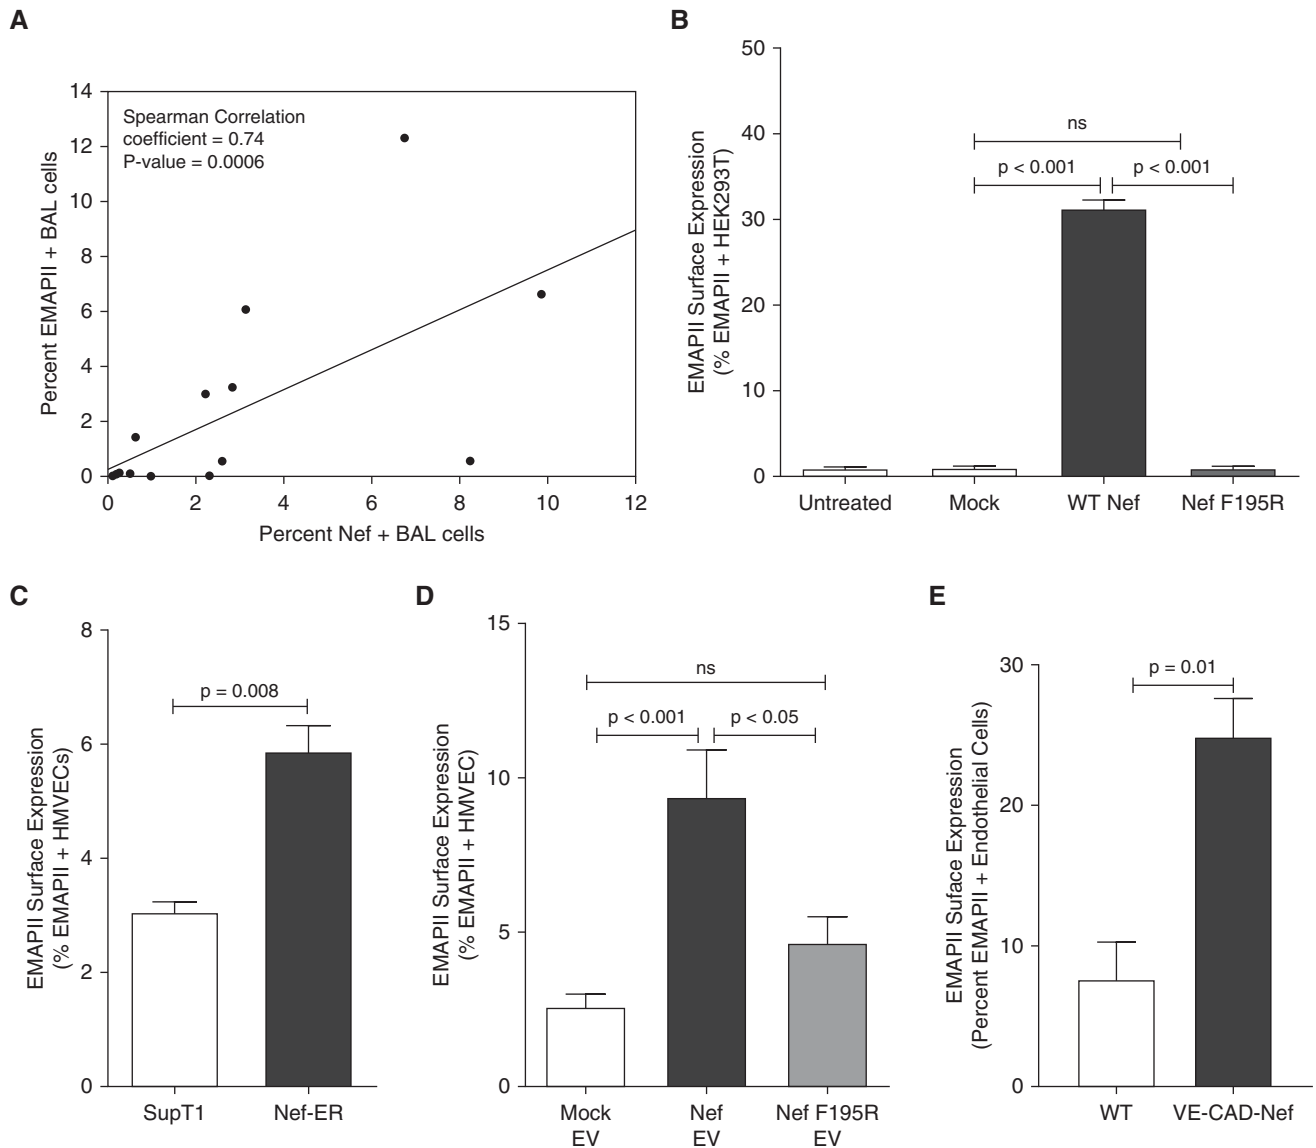 A
Spearman Correlation
coefficient = 0.74
P-value = 0.0006
14
12
10
8
6
4
2
0
0 2 4 6 8 10 12
Percent EMAPII + BAL cells
Percent Nef + BAL cells
B
50
40
30
20
10
0
EMAPII Surface Expression
(% EMAPII + HEK293T)
ns
p < 0.001 p < 0.001
Untreated Mock WT Nef Nef F195R
C
8
6
4
2
0
EMAPII Surface Expression
(% EMAPII + HMVECs)
p = 0.008
SupT1 Nef-ER
D
15
10
5
0
EMAPII Surface Expression
(% EMAPII + HMVEC)
ns
p < 0.001 p < 0.05
Mock Nef Nef F195R
EV EV EV
E
30
20
10
0
EMAPII Suface Expression
(Percent EMAPII + Endothelial Cells)
p = 0.01
WT VE-CAD-Nef